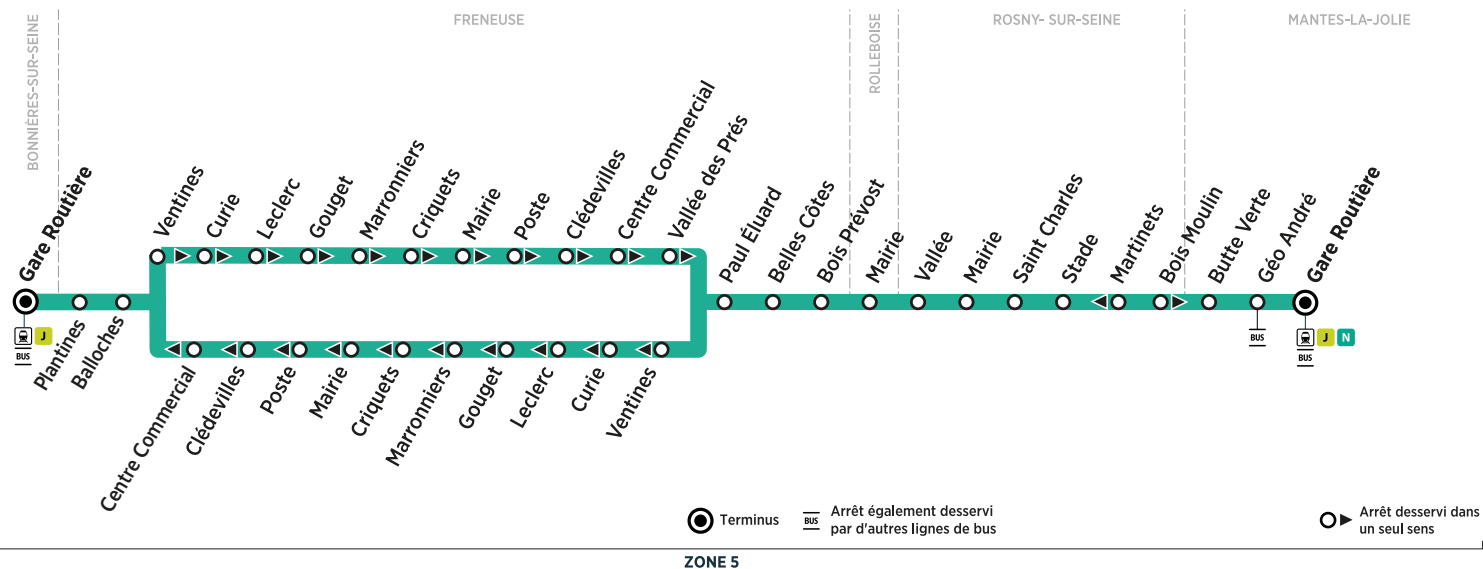 BONNIÈRES-SUR-SEINE
FRENEUSE
ROLLEBOISE
ROSNY- SUR-SEINE
MANTES-LA-JOLIE
Gare Routière
J
BUS
Plantines
Balloches
Ventines
Curie
Leclerc
Gouget
Marronniers
Criquets
Mairie
Poste
Clédevilles
Centre Commercial
Vallée des Prés
Centre Commercial
Clédevilles
Poste
Mairie
Criquets
Marronniers
Gouget
Leclerc
Curie
Ventines
Paul Éluard
Belles Côtes
Bois Prévost
Mairie
Vallée
Mairie
Saint Charles
Stade
Martinets
Bois Moulin
Butte Verte
Géo André
BUS
Gare Routière
J N
BUS
Terminus
BUS
Arrêt également desservi
par d'autres lignes de bus
Arrêt desservi dans
un seul sens
ZONE 5